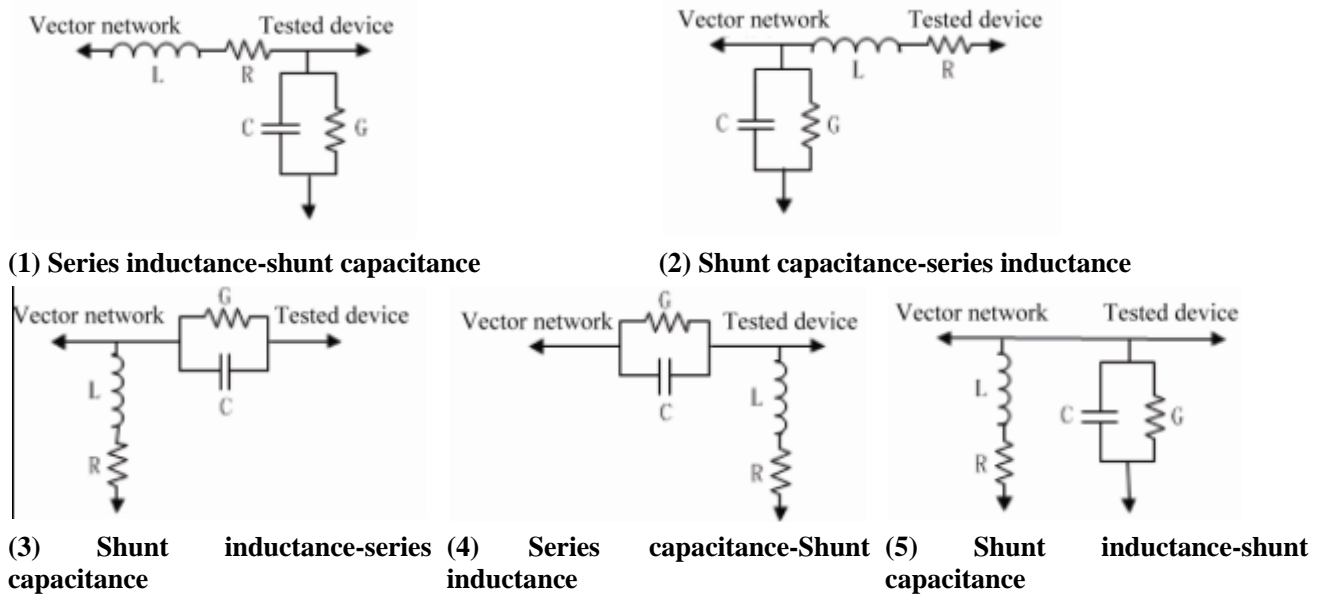 Vector network Tested device
L R
C G
(1) Series inductance-shunt capacitance
Vector network Tested device
L R
C G
(2) Shunt capacitance-series inductance
G
Vector network Tested device
L
C
R
(3) Shunt inductance-series
capacitance
G
Vector network Tested device
C
L
R
(4) Series capacitance-Shunt
inductance
Vector network Tested device
L
C G
R
(5) Shunt inductance-shunt
capacitance